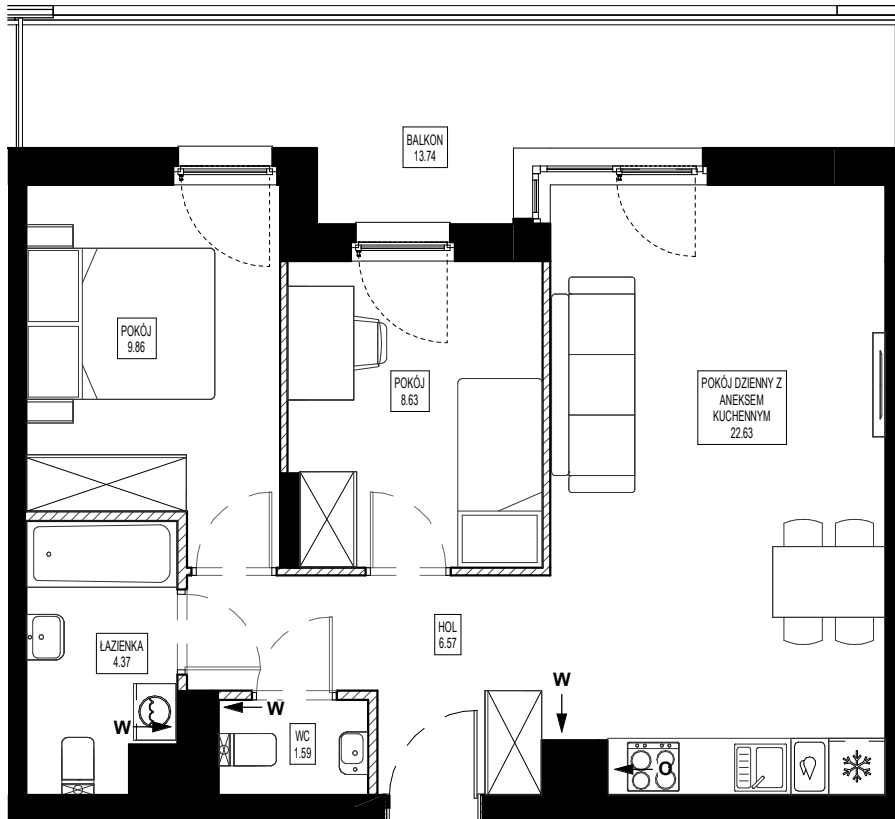 BALKON
13.74
POKÓJ
9.86
POKÓJ
8.63
POKÓJ DZIENNY Z
ANEKSEM
KUCHENNYM
22.63
HOL
6.57
ŁAZIENKA
4.37
W
W
W
WC
1.59
O